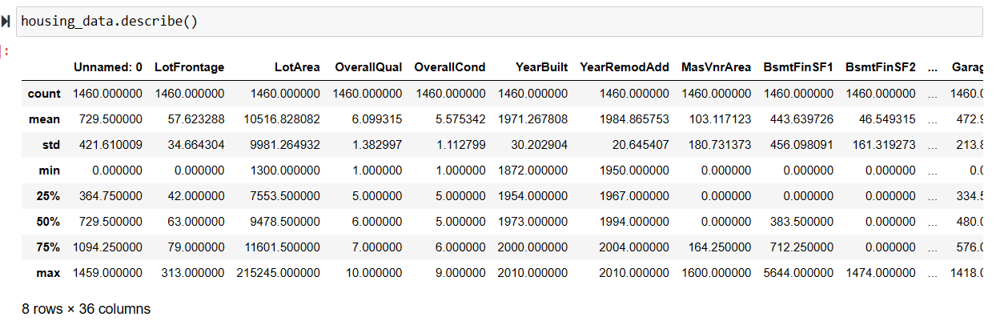 housing_data.describe()
Unnamed: 0 LotFrontage LotArea OverallQual OverallCond YearBuilt YearRemodAdd MasVnrArea BsmtFinSF1 BsmtFinSF2 ... Garag
count 1460.000000 1460.000000 1460.000000 1460.000000 1460.000000 1460.000000 1460.000000 1460.000000 1460.000000 1460.000000 ... 1460.0
mean 729.500000 57.623288 10516.828082 6.099315 5.575342 1971.267808 1984.865753 103.117123 443.639726 46.549315 ... 472.9
std 421.610009 34.664304 9981.264932 1.382997 1.112799 30.202904 20.645407 180.731373 456.098091 161.319273 ... 213.8
min 0.000000 0.000000 1300.000000 1.000000 1.000000 1872.000000 1950.000000 0.000000 0.000000 0.000000 ... 0.0
25% 364.750000 42.000000 7553.500000 5.000000 5.000000 1954.000000 1967.000000 0.000000 0.000000 0.000000 ... 334.5
50% 729.500000 63.000000 9478.500000 6.000000 5.000000 1973.000000 1994.000000 0.000000 383.500000 0.000000 ... 480.0
75% 1094.250000 79.000000 11601.500000 7.000000 6.000000 2000.000000 2004.000000 164.250000 712.250000 0.000000 ... 576.0
max 1459.000000 313.000000 215245.000000 10.000000 9.000000 2010.000000 2010.000000 1600.000000 5644.000000 1474.000000 ... 1418.0
8 rows × 36 columns